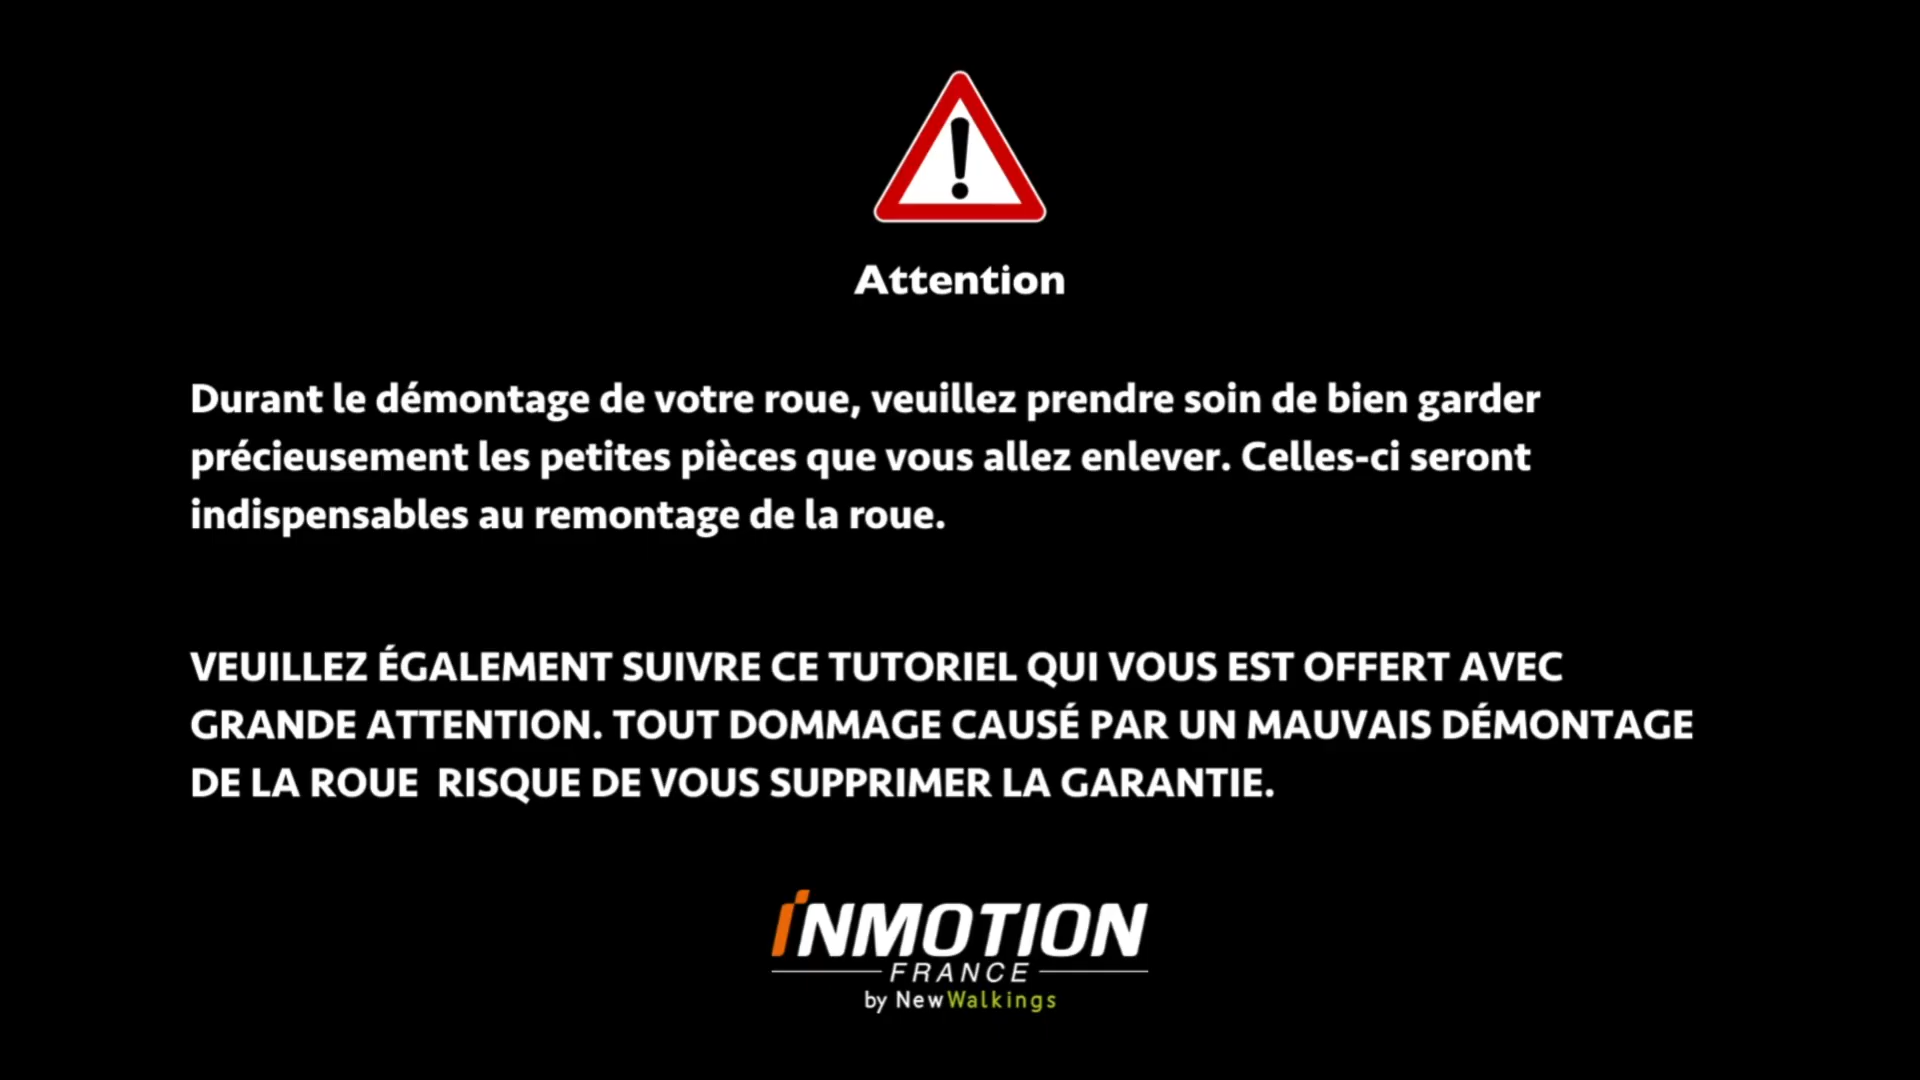 Attention
Durant le démontage de votre roue, veuillez prendre soin de bien garder
précieusement les petites pièces que vous allez enlever. Celles-ci seront
indispensables au remontage de la roue.
VEUILLEZ ÉGALEMENT SUIVRE CE TUTORIEL QUI VOUS EST OFFERT AVEC
GRANDE ATTENTION. TOUT DOMMAGE CAUSÉ PAR UN MAUVAIS DÉMONTAGE
DE LA ROUE  RISQUE DE VOUS SUPPRIMER LA GARANTIE.
INMOTION
FRANCE
by NewWalkings